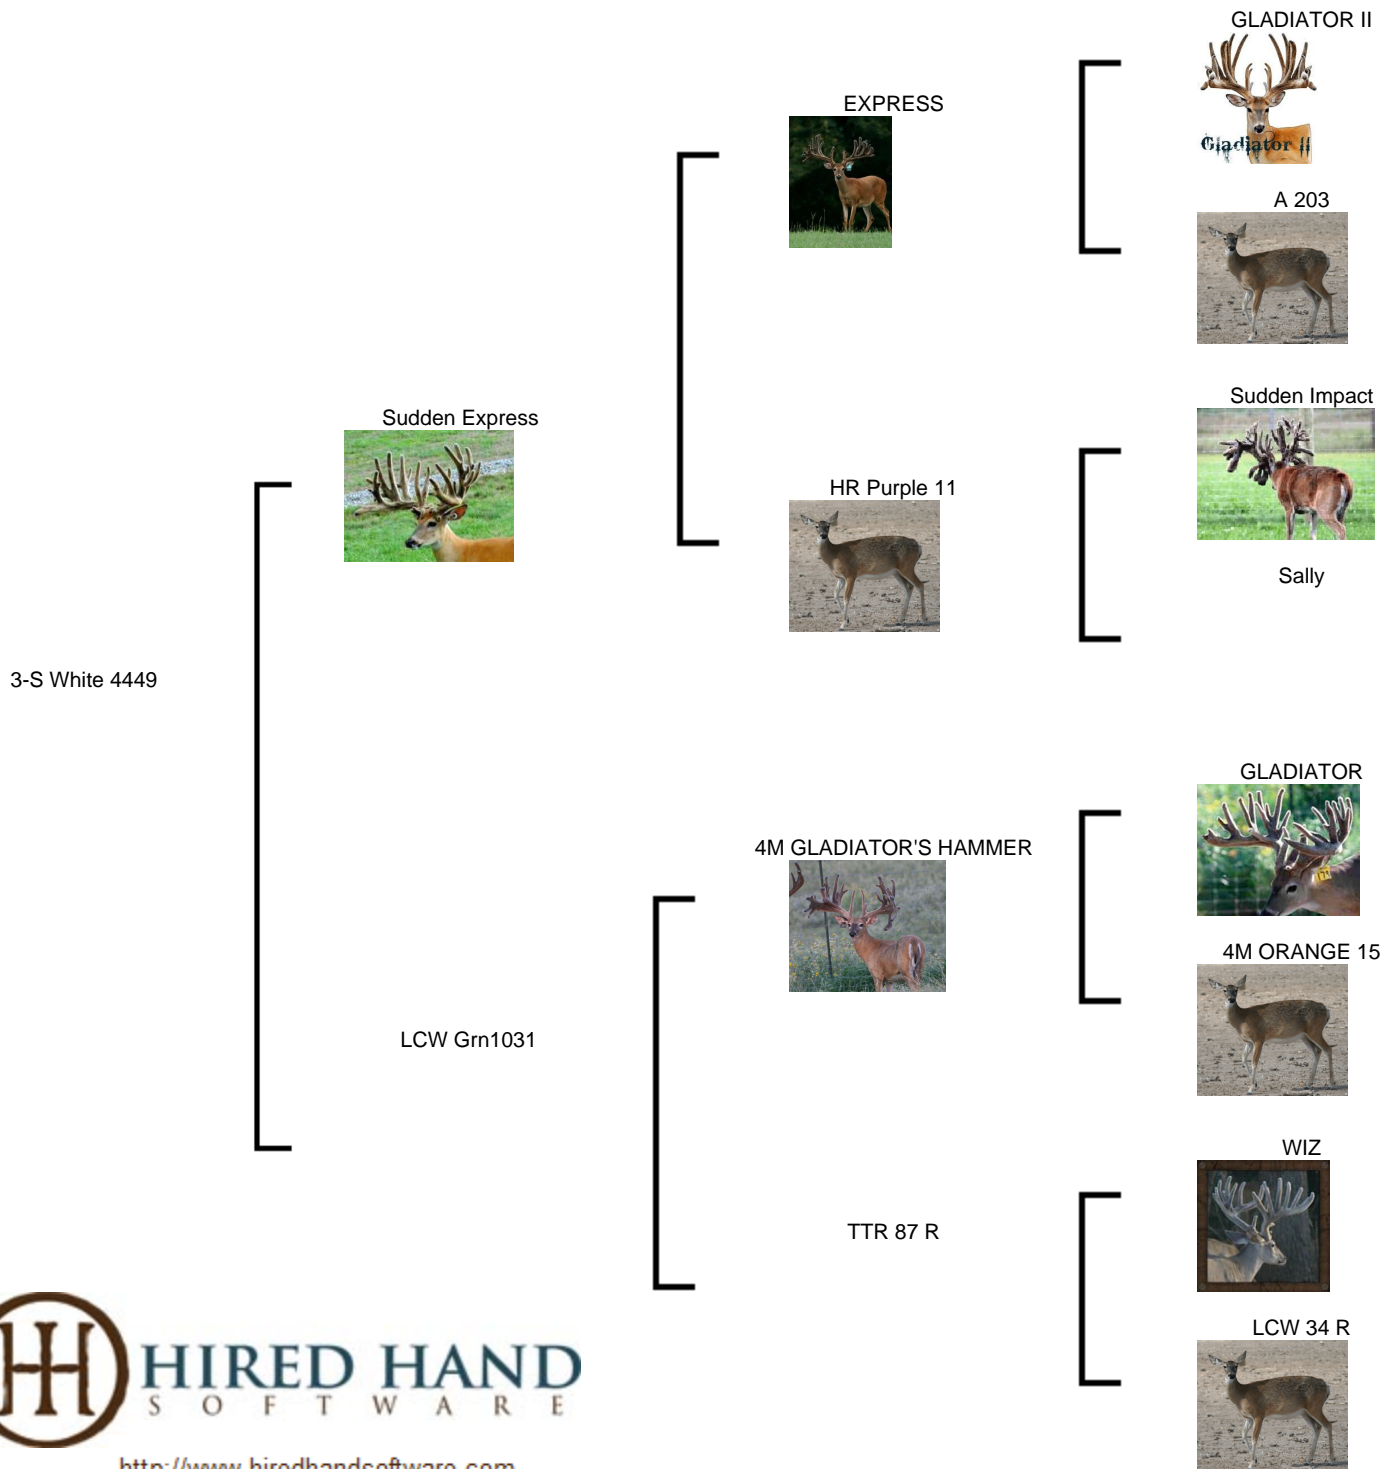 GLADIATOR II
Gladiator II
EXPRESS
A 203
Sudden Express
Sudden Impact
HR Purple 11
Sally
3-S White 4449
GLADIATOR
4M GLADIATOR'S HAMMER
179
4M ORANGE 15
LCW Grn1031
WIZ
TTR 87 R
LCW 34 R
HIRED HAND
SOFTWARE
http://www.hiredhandsoftware.com